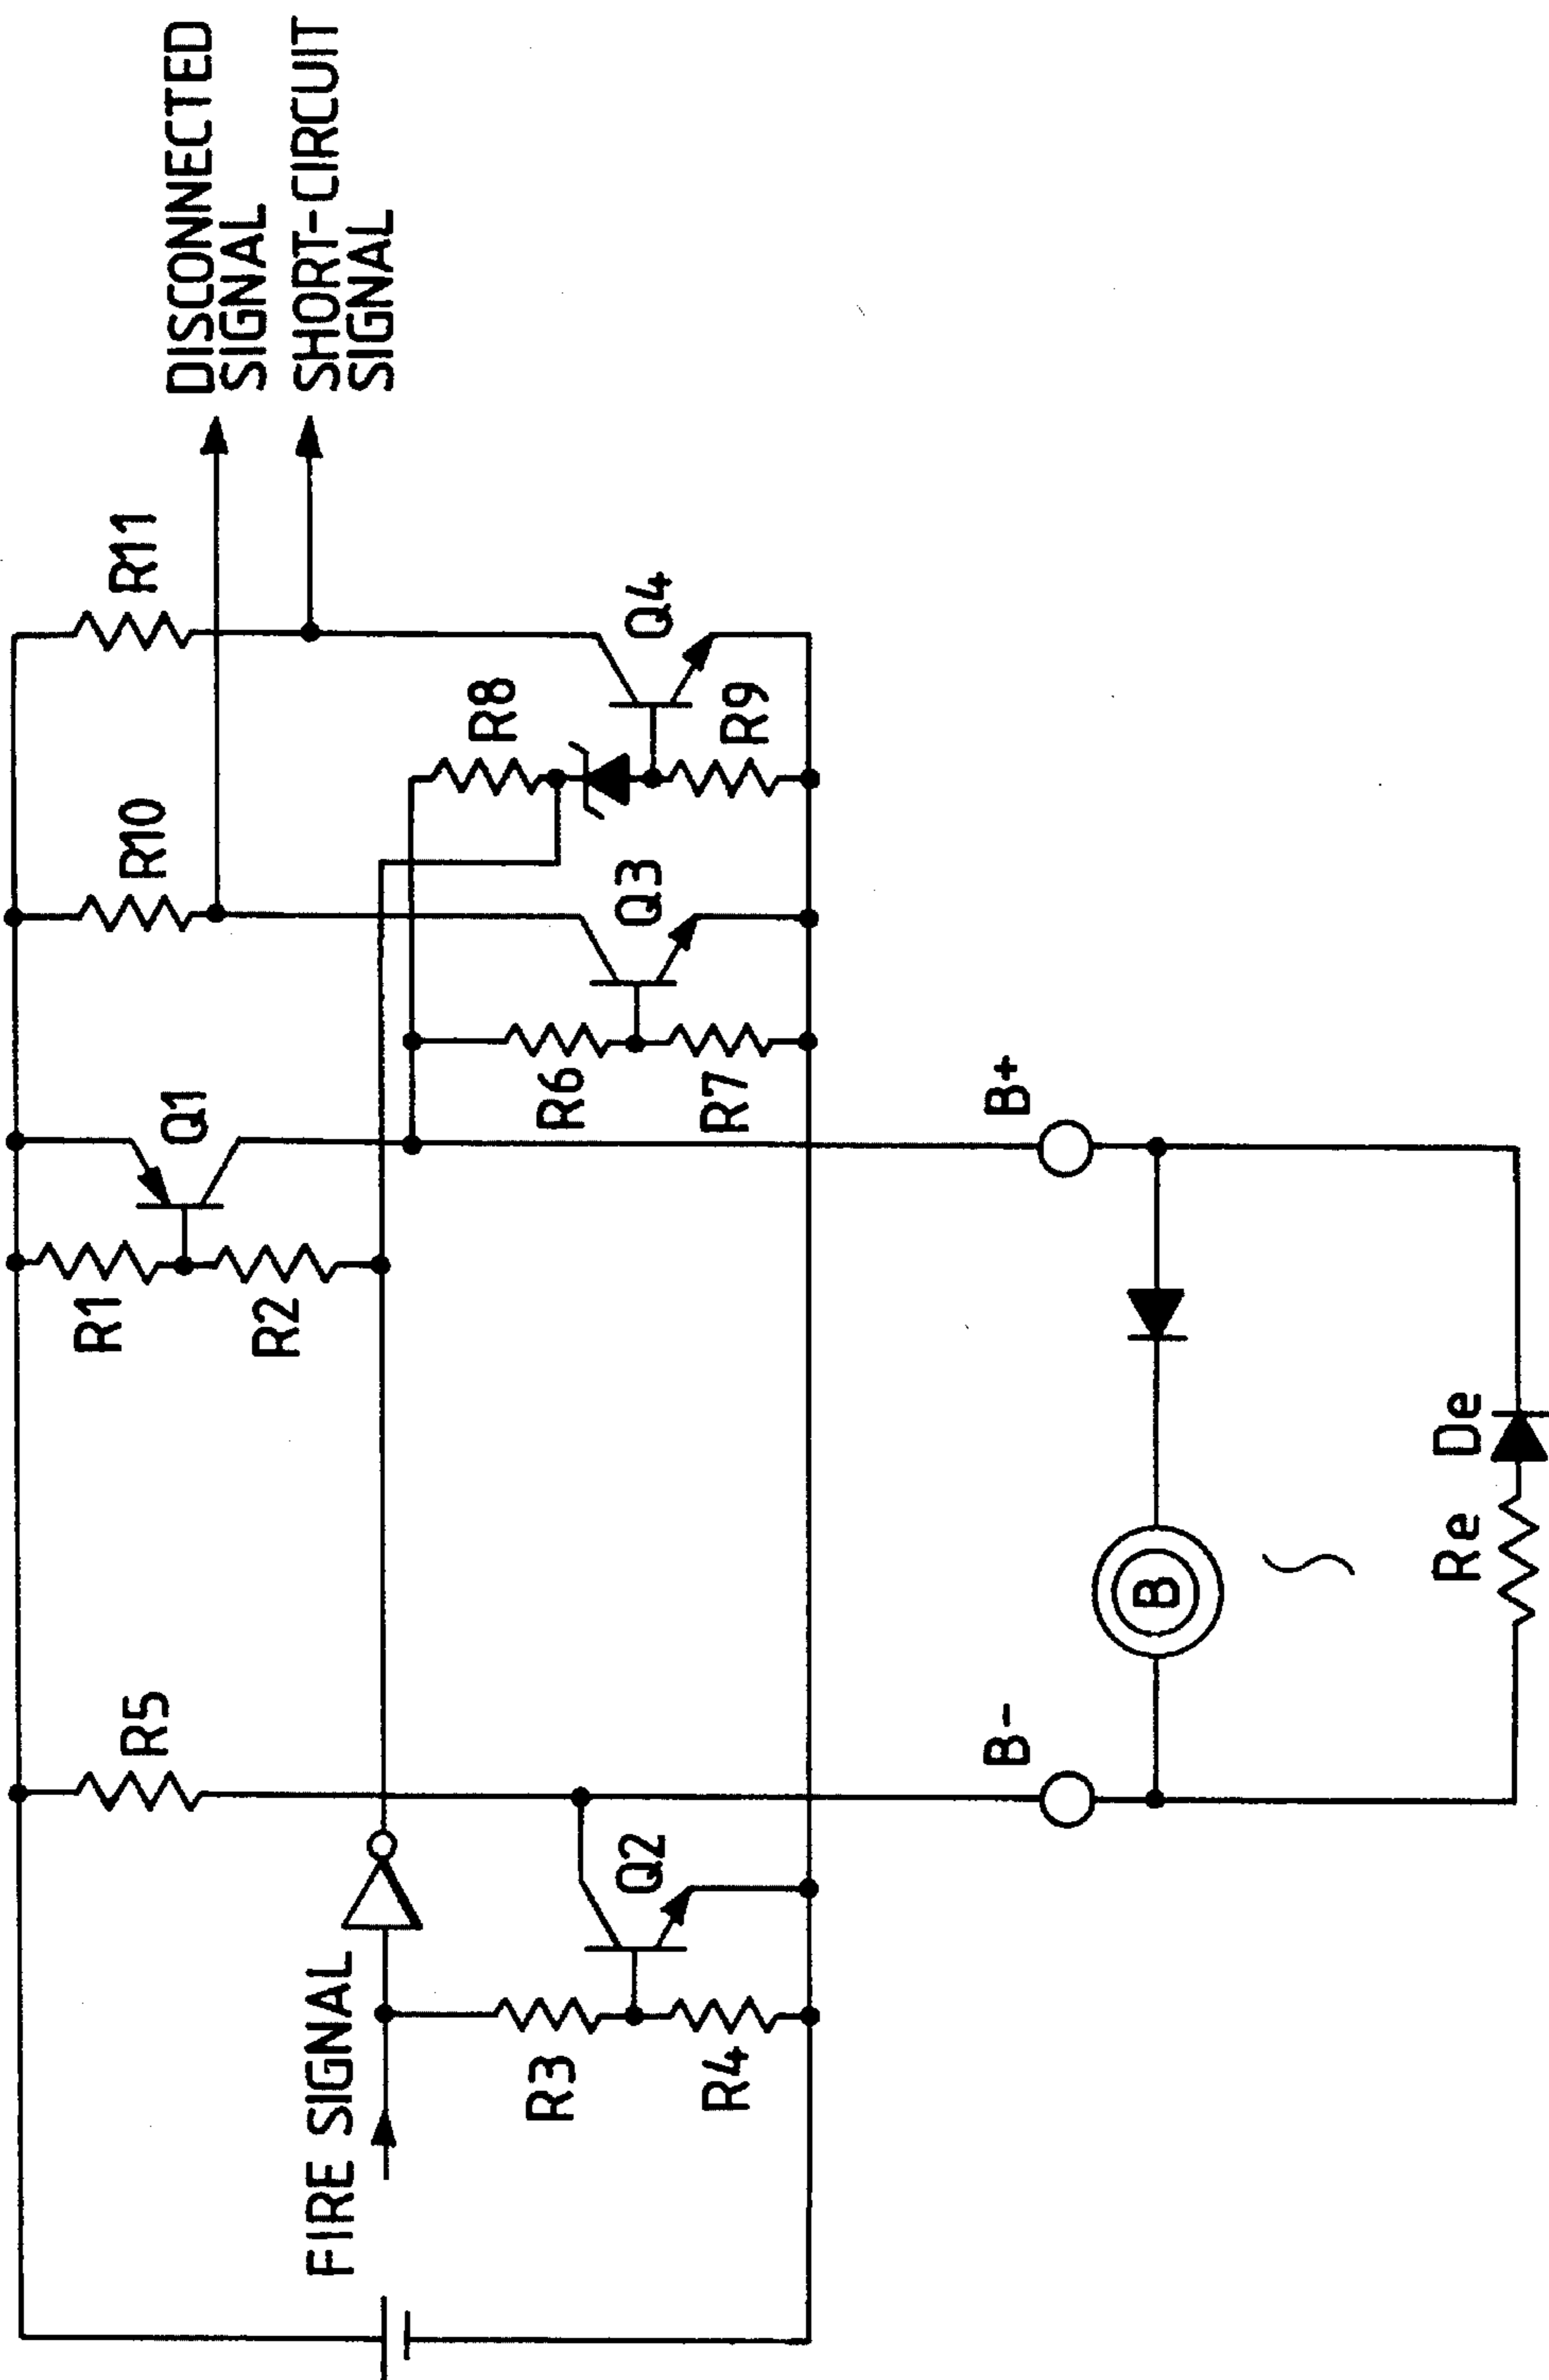 DISCONNECTED
SIGNAL
SHORT-CIRCUIT
SIGNAL
R11
R10
R5
R1
Q1
R2
FIRE SIGNAL
R8
Q4
R9
Q3
R6
R7
Q2
R3
R4
B-
B+
B
Re
De